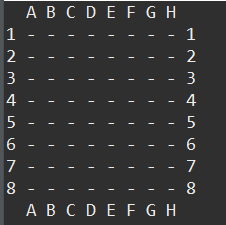 A B C D E F G H
1 - - - - - - - - 1
2 - - - - - - - - 2
3 - - - - - - - - 3
4 - - - - - - - - 4
5 - - - - - - - - 5
6 - - - - - - - - 6
7 - - - - - - - - 7
8 - - - - - - - - 8
A B C D E F G H